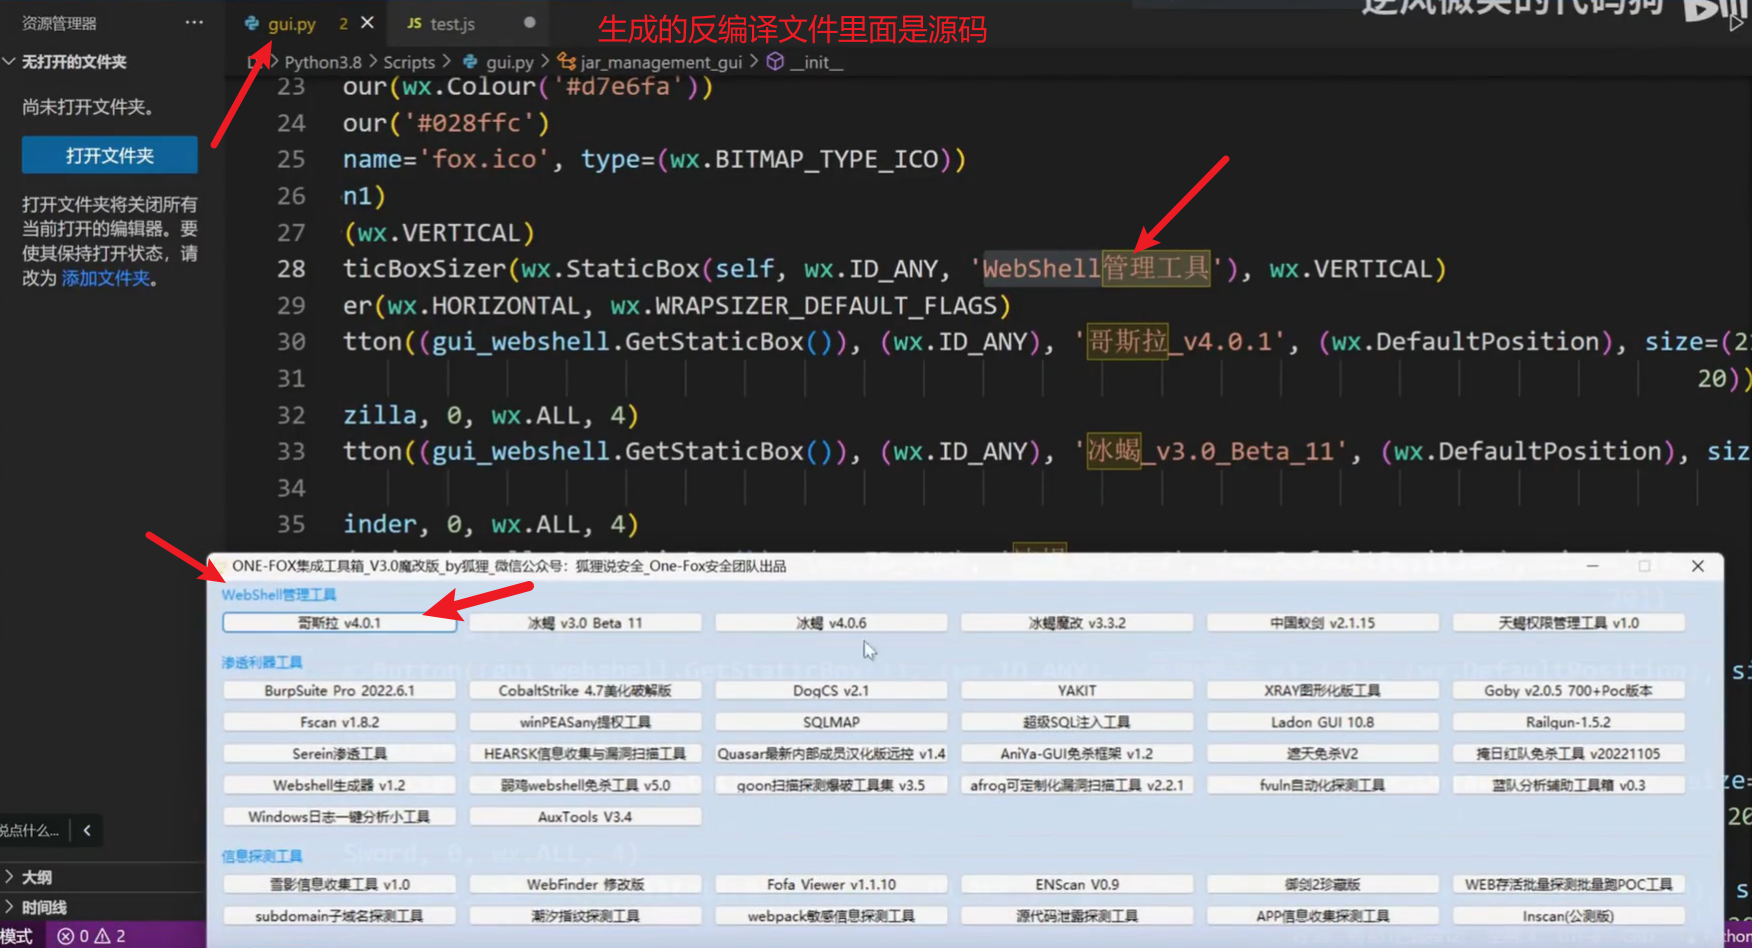 资源管理器 ···
gui.py 2 × JS test.js ●
生成的反编译文件里面是源码
无打开的文件夹
Python3.8 > Scripts > gui.py > jar_management_gui > __init__
尚未打开文件夹。
打开文件夹
打开文件夹将关闭所有
当前打开的编辑器。要
使其保持打开状态，请
改为 添加文件夹。
23 our(wx.Colour('#d7e6fa'))
24 our('#028ffc')
25 name='fox.ico', type=(wx.BITMAP_TYPE_ICO))
26 n1)
27 (wx.VERTICAL)
28 ticBoxSizer(wx.StaticBox(self, wx.ID_ANY, 'WebShell管理工具'), wx.VERTICAL)
29 er(wx.HORIZONTAL, wx.WRAPSIZER_DEFAULT_FLAGS)
30 tton((gui_webshell.GetStaticBox()), (wx.ID_ANY), '哥斯拉_v4.0.1', (wx.DefaultPosition), size=(2
31 20))
32 zilla, 0, wx.ALL, 4)
33 tton((gui_webshell.GetStaticBox()), (wx.ID_ANY), '冰蝎_v3.0_Beta_11', (wx.DefaultPosition), siz
34
35 inder, 0, wx.ALL, 4)
ONE-FOX集成工具箱_V3.0魔改版_by狐狸_微信公众号：狐狸说安全_One-Fox安全团队出品
WebShell管理工具
哥斯拉 v4.0.1 冰蝎 v3.0 Beta 11 冰蝎 v4.0.6 冰蝎魔改 v3.3.2 中国蚁剑 v2.1.15 天蝎权限管理工具 v1.0
渗透利器工具
BurpSuite Pro 2022.6.1 CobaltStrike 4.7美化破解版 DogCS v2.1 YAKIT XRAY图形化版工具 Goby v2.0.5 700+Poc版本
Fscan v1.8.2 winPEASany提权工具 SQLMAP 超级SQL注入工具 Ladon GUI 10.8 Railgun-1.5.2
Serein渗透工具 HEARSK信息收集与漏洞扫描工具 Quasar最新内部成员汉化版远控 v1.4 AniYa-GUI免杀框架 v1.2 遮天免杀V2 掩日红队免杀工具 v20221105
Webshell生成器 v1.2 弱鸡webshell免杀工具 v5.0 goon扫描探测爆破工具集 v3.5 afrog可定制化漏洞扫描工具 v2.2.1 fvuln自动化探测工具 蓝队分析辅助工具箱 v0.3
Windows日志一键分析小工具 AuxTools V3.4
信息探测工具
雪影信息收集工具 v1.0 WebFinder 修改版 Fofa Viewer v1.1.10 ENScan V0.9 御剑2珍藏版 WEB存活批量探测批量跑POC工具
subdomain子域名探测工具 潮汐指纹探测工具 webpack敏感信息探测工具 源代码泄露探测工具 APP信息收集探测工具 Inscan(公测版)
说点什么...
大纲
时间线
模式 0 2